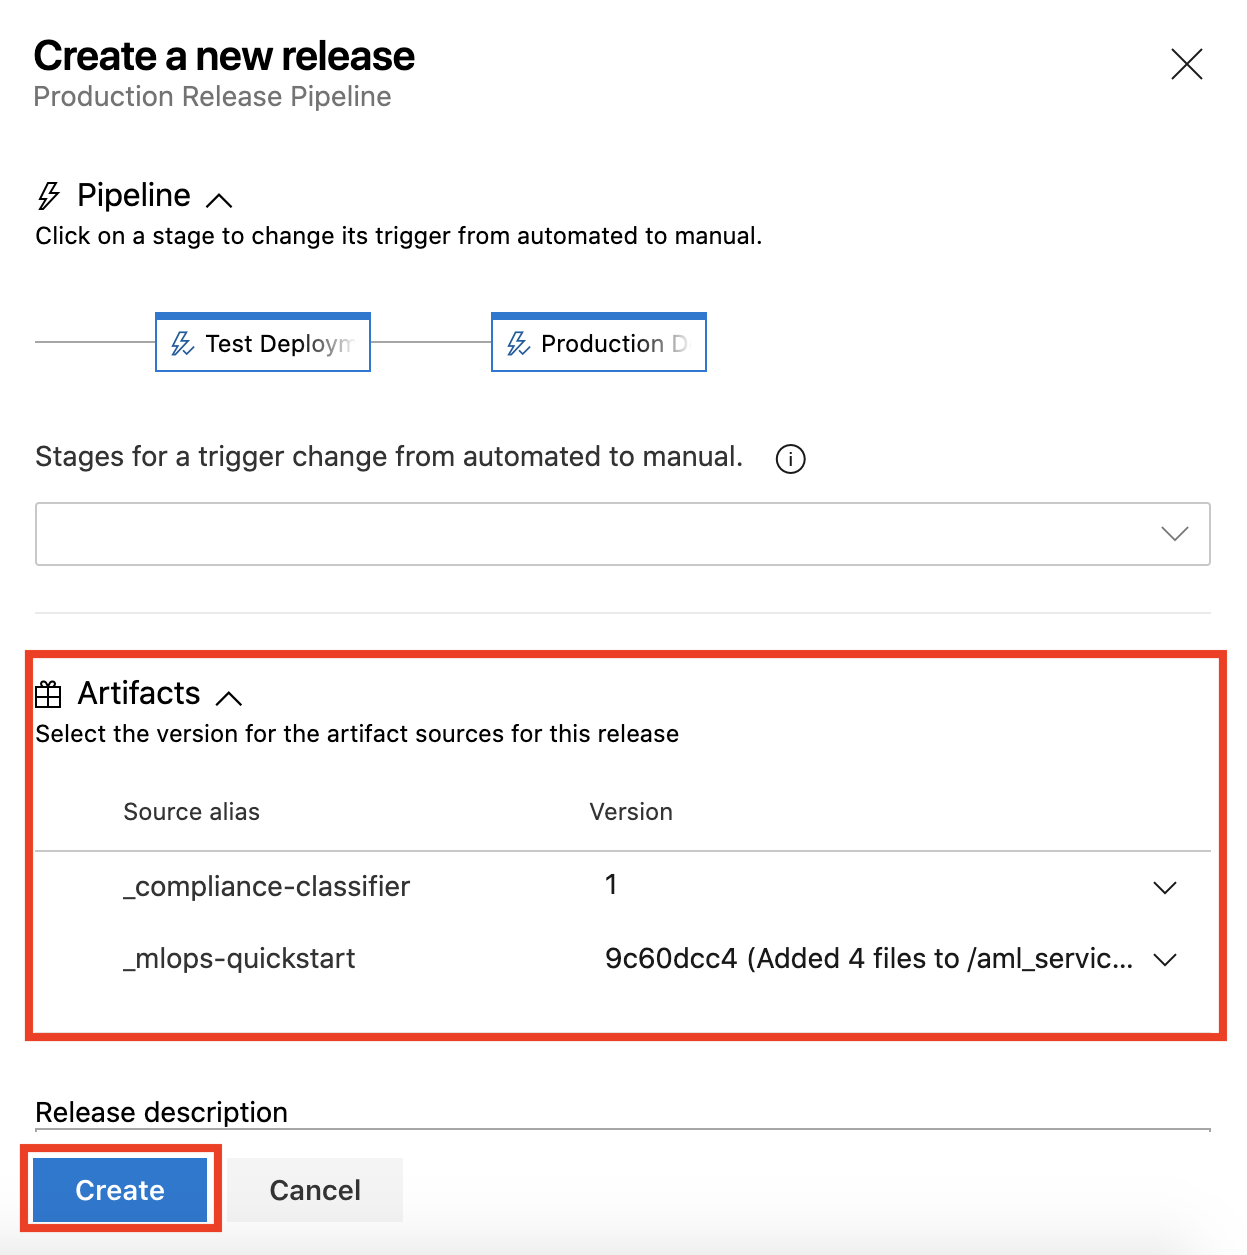 Create a new release
Production Release Pipeline
Pipeline
Click on a stage to change its trigger from automated to manual.
Test Deploym
Production D
Stages for a trigger change from automated to manual.
Artifacts
Select the version for the artifact sources for this release
Source alias Version
_compliance-classifier 1
_mlops-quickstart 9c60dcc4 (Added 4 files to /aml_servic...
Release description
Create Cancel